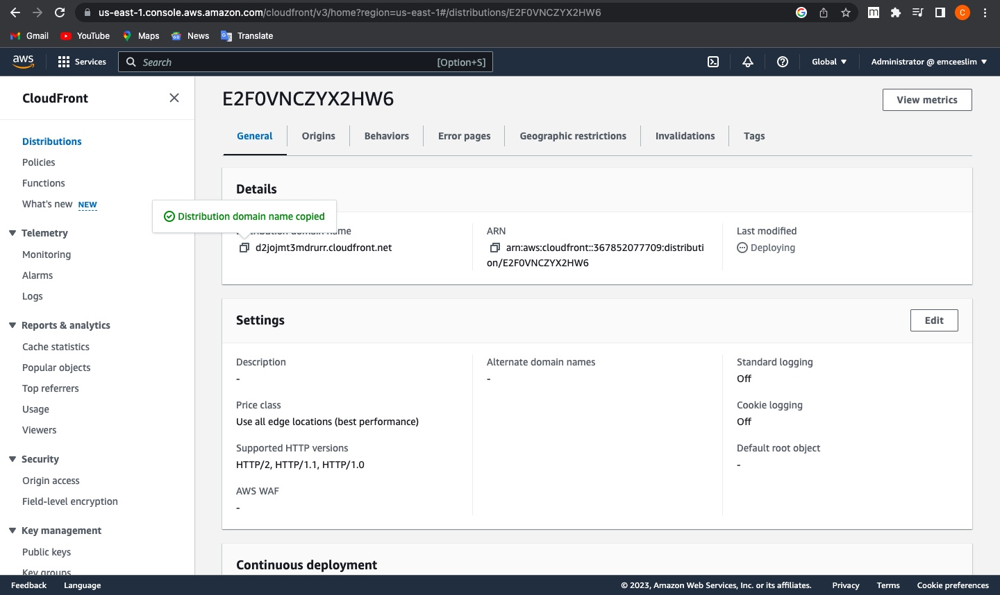 us-east-1.console.aws.amazon.com/cloudfront/v3/home?region=us-east-1#/distributions/E2F0VNCZYX2HW6
G
m
C
Gmail
YouTube
Maps
News
Translate
aws
Services
Search
[Option+S]
Global ▼
Administrator @ emceeslim ▼
CloudFront
Distributions
Policies
Functions
What's new NEW
Telemetry
Monitoring
Alarms
Logs
Reports & analytics
Cache statistics
Popular objects
Top referrers
Usage
Viewers
Security
Origin access
Field-level encryption
Key management
Public keys
Key groups
E2F0VNCZYX2HW6
View metrics
General
Origins
Behaviors
Error pages
Geographic restrictions
Invalidations
Tags
Details
Distribution domain name copied
Distribution domain name
d2jojmt3mdrurr.cloudfront.net
ARN
arn:aws:cloudfront::367852077709:distributi
on/E2F0VNCZYX2HW6
Last modified
Deploying
Settings
Edit
Description
-
Price class
Use all edge locations (best performance)
Supported HTTP versions
HTTP/2, HTTP/1.1, HTTP/1.0
AWS WAF
-
Alternate domain names
-
Standard logging
Off
Cookie logging
Off
Default root object
-
Continuous deployment
Feedback
Language
© 2023, Amazon Web Services, Inc. or its affiliates.
Privacy
Terms
Cookie preferences